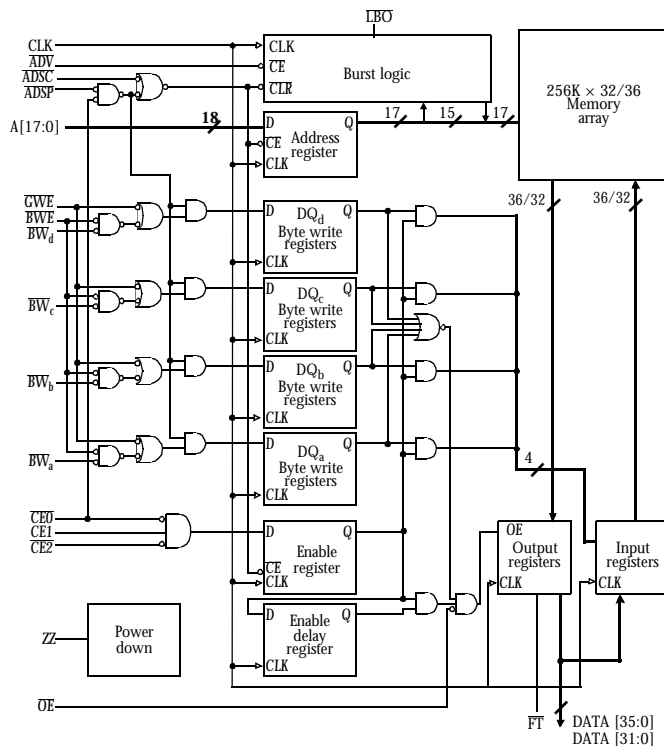 LBO
CLK
ADV
ADSC
ADSP
A[17:0]
18
CLK
CE
CLR
Burst logic
D
Q
CE
CLK
Address
register
17
15
17
256K × 32/36
Memory
array
36/32
36/32
GWE
BWE
BWd
D
DQd
Q
Byte write
registers
CLK
BWc
D
DQc
Q
Byte write
registers
CLK
BWb
D
DQb
Q
Byte write
registers
CLK
BWa
D
DQa
Q
Byte write
registers
CLK
4
CE0
CE1
CE2
D
Q
Enable
register
CE
CLK
OE
Output
registers
CLK
Input
registers
CLK
D
Q
Enable
delay
register
CLK
ZZ
Power
down
OE
FT
DATA [35:0]
DATA [31:0]